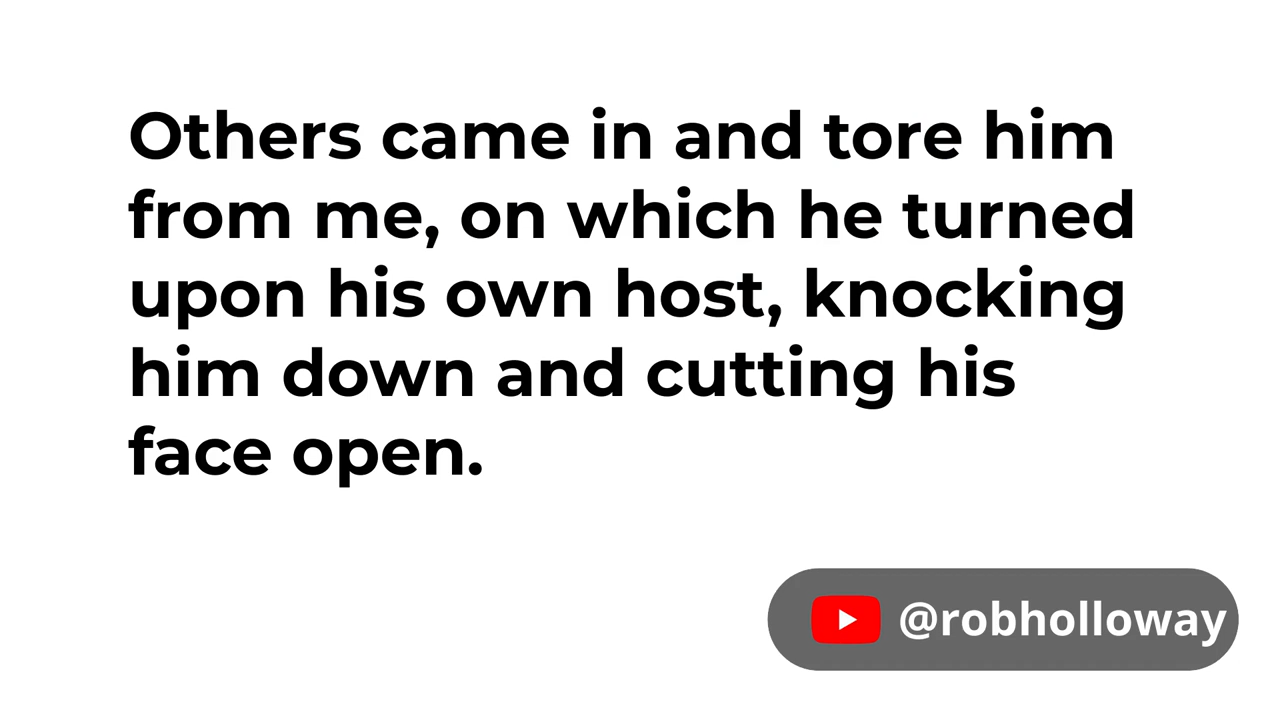 Others came in and tore him
from me, on which he turned
upon his own host, knocking
him down and cutting his
face open.
@robholloway